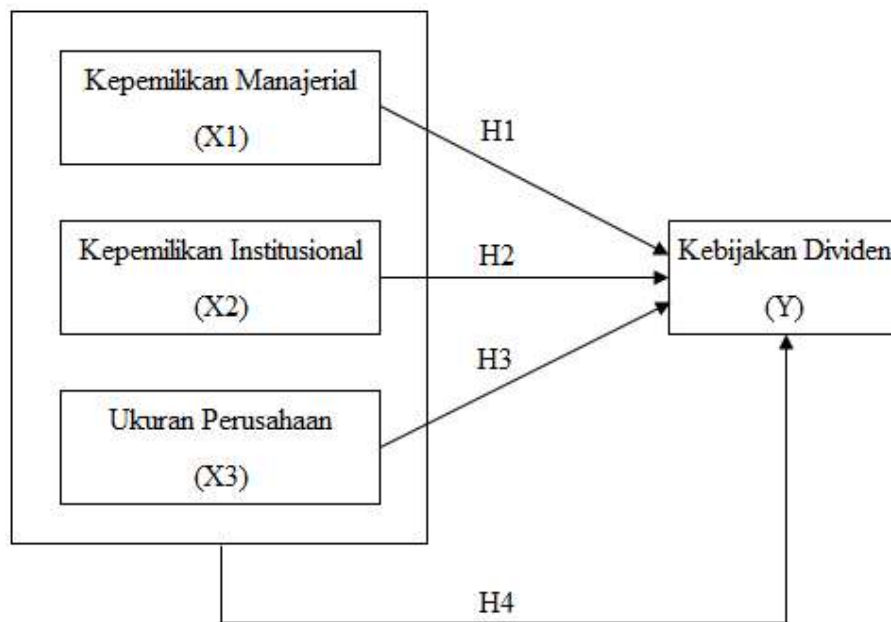 Kepemilikan Manajerial
(X1)
H1
Kepemilikan Institusional
(X2)
H2
Kebijakan Dividen
(Y)
H3
Ukuran Perusahaan
(X3)
H4